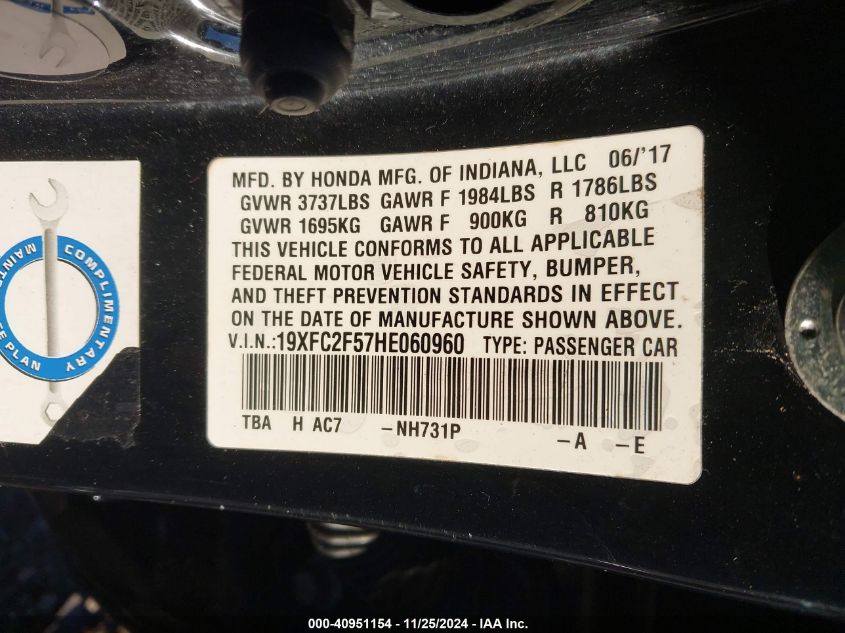 MFD. BY HONDA MFG. OF INDIANA, LLC 06/'17
GVWR 3737LBS GAWR F 1984LBS R 1786LBS
GVWR 1695KG GAWR F 900KG R 810KG
THIS VEHICLE CONFORMS TO ALL APPLICABLE
FEDERAL MOTOR VEHICLE SAFETY, BUMPER,
AND THEFT PREVENTION STANDARDS IN EFFECT
ON THE DATE OF MANUFACTURE SHOWN ABOVE.
V.I.N.:19XFC2F57HE060960 TYPE: PASSENGER CAR
TBA H AC7 -NH731P -A -E
COMPLIMENTARY
PLAN
000-40951154 - 11/25/2024 - IAA Inc.